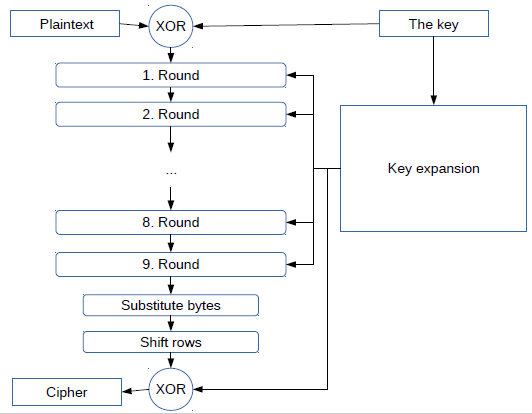 Plaintext
XOR
The key
1. Round
2. Round
Key expansion
...
8. Round
9. Round
Substitute bytes
Shift rows
XOR
Cipher